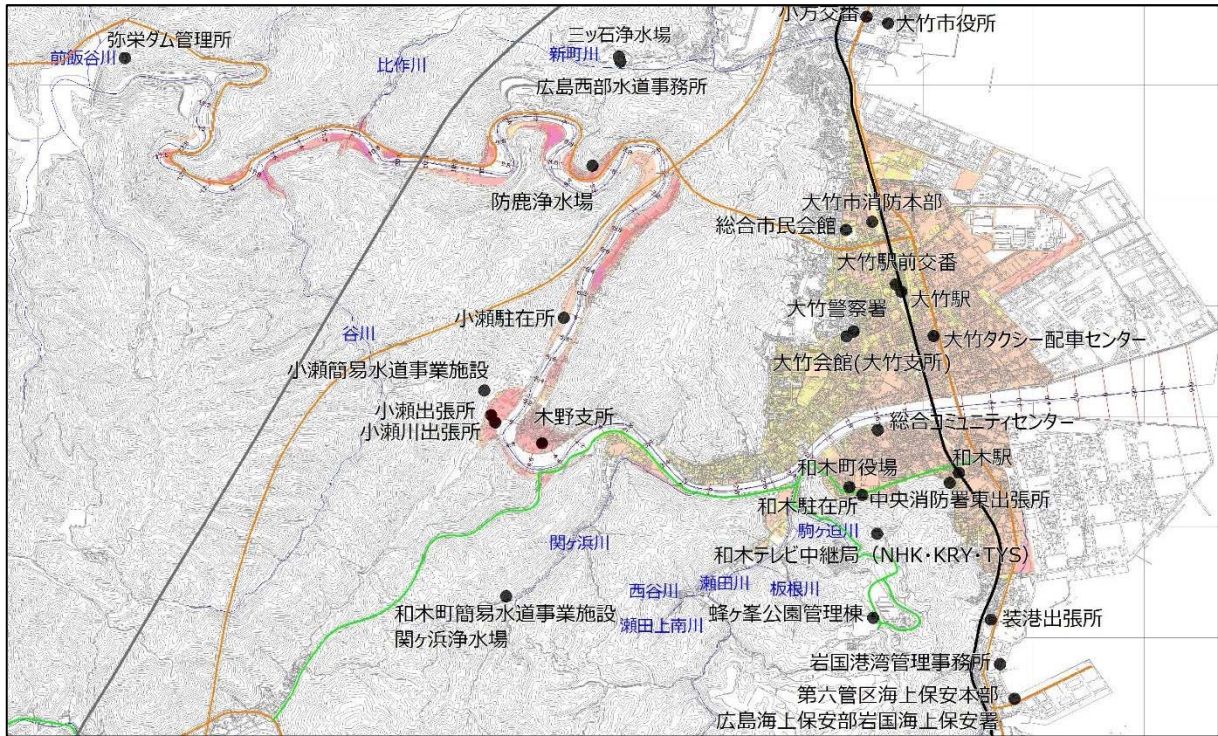 小方交番
大竹市役所
弥栄ダム管理所
前飯谷川
比作川
新町川
三ッ石浄水場
広島西部水道事務所
防鹿浄水場
大竹市消防本部
総合市民会館
大竹駅前交番
大竹駅
大竹警察署
大竹タクシー配車センター
大竹会館(大竹支所)
小瀬駐在所
谷川
小瀬簡易水道事業施設
小瀬出張所
小瀬川出張所
木野支所
総合コミュニティセンター
和木駅
和木町役場
中央消防署東出張所
和木駐在所
駒ヶ迫川
和木テレビ中継局 (NHK・KRY・TYS)
関ヶ浜川
西谷川
瀬田川
板根川
瀬田上南川
蜂ヶ峯公園管理棟
和木町簡易水道事業施設
関ヶ浜浄水場
装港出張所
岩国港湾管理事務所
第六管区海上保安本部
広島海上保安部岩国海上保安署